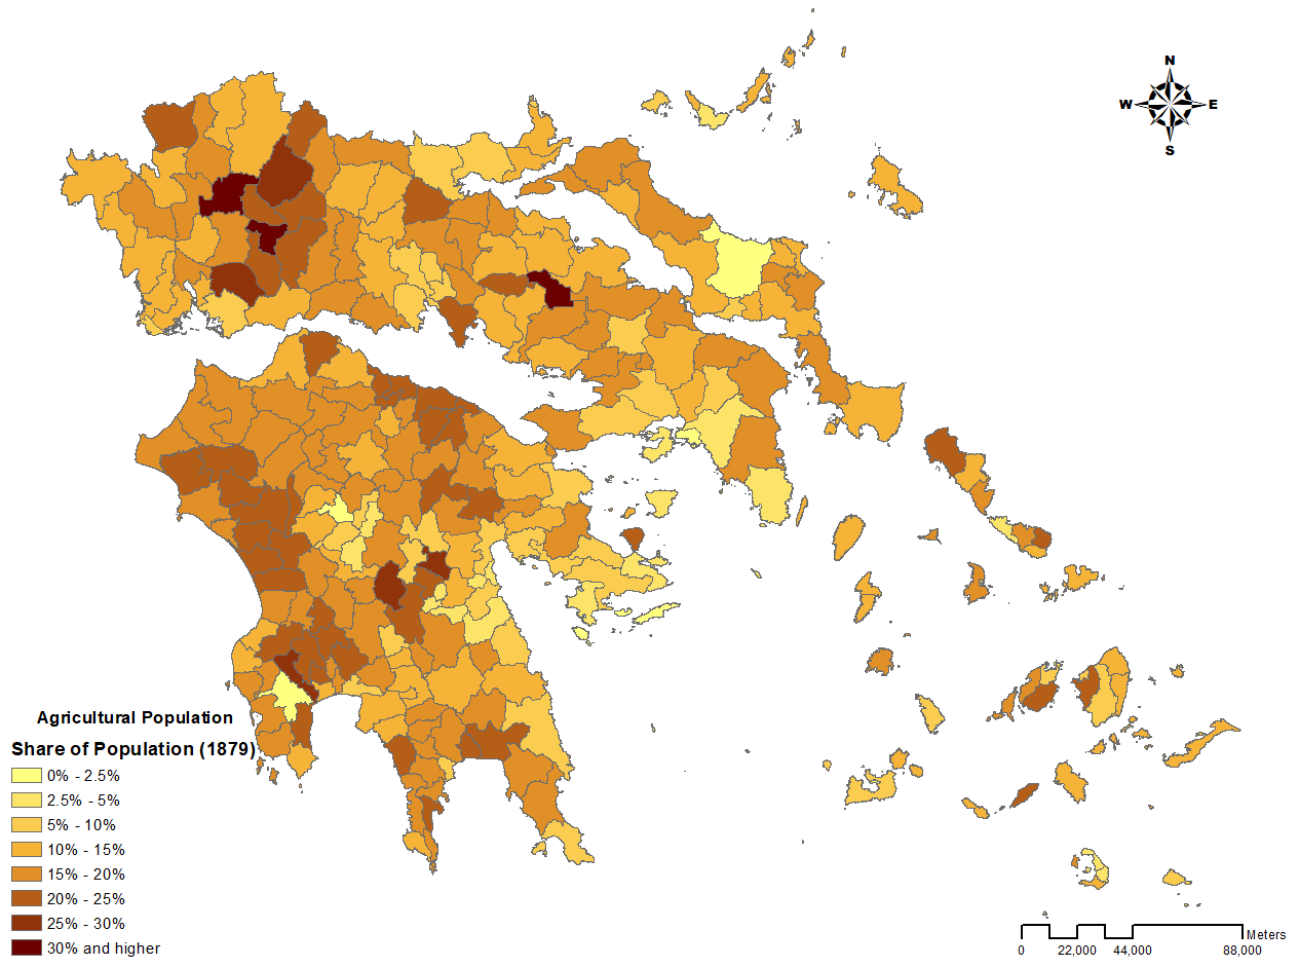 N
W E
S
Agricultural Population
Share of Population (1879)
0% - 2.5%
2.5% - 5%
5% - 10%
10% - 15%
15% - 20%
20% - 25%
25% - 30%
30% and higher
Meters
0 22,000 44,000 88,000